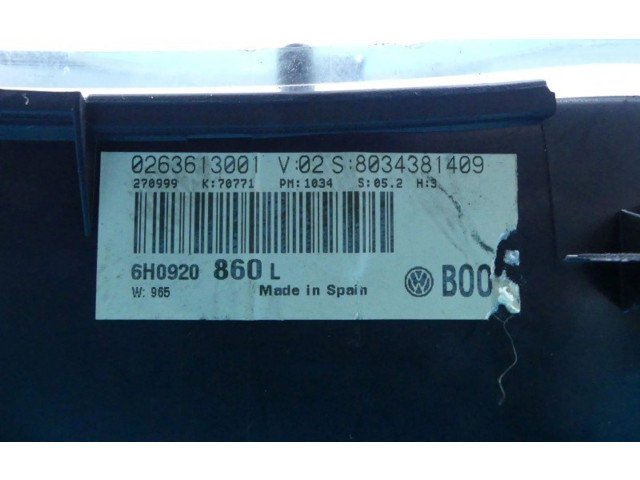 0263613001 V:02 S:8034381409
270999 K:70771 PM:1034 S:05.2 H:3
6H0920 860 L
W: 965 Made in Spain
VW B00